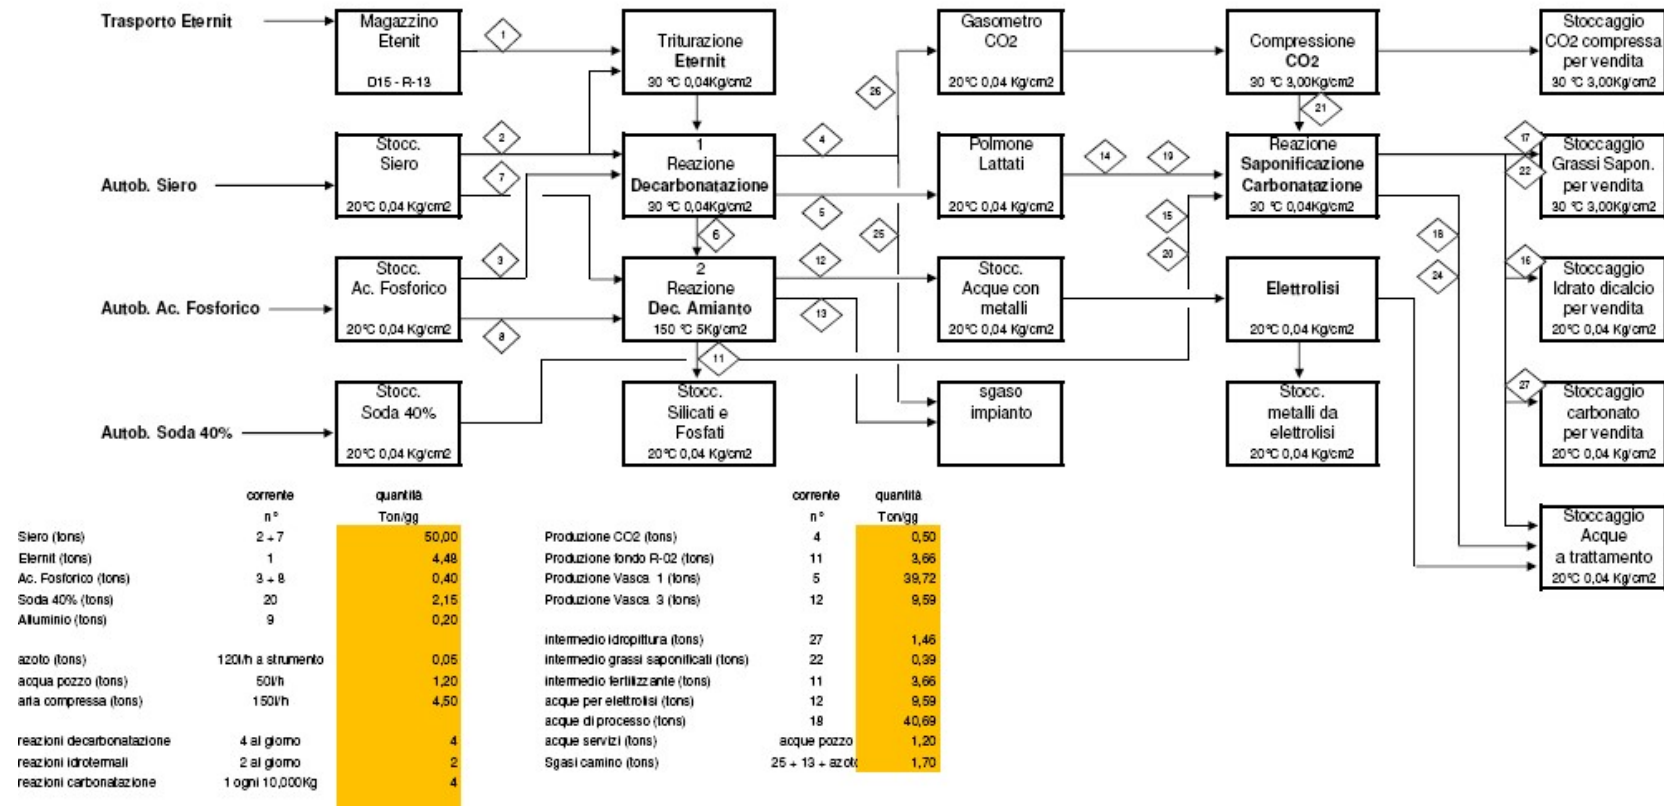 Trasporto Eternit
Magazzino
Etenit
D15 - R-13
1
Triturazione
Eternit
30 °C 0,04Kg/cm2
Gasometro
CO2
20°C 0,04 Kg/cm2
Compressione
CO2
30 °C 3,00Kg/cm2
Stoccaggio
CO2 compressa
per vendita
30 °C 3,00Kg/cm2
26
21
Autob. Siero
Stocc.
Siero
20°C 0,04 Kg/cm2
2
7
1
Reazione
Decarbonatazione
30 °C 0,04Kg/cm2
4
5
6
25
Polmone
Lattati
20°C 0,04 Kg/cm2
14
19
15
20
Reazione
Saponificazione
Carbonatazione
30 °C 0,04Kg/cm2
17
22
18
24
Stoccaggio
Grassi Sapon.
per vendita
30 °C 3,00Kg/cm2
Autob. Ac. Fosforico
Stocc.
Ac. Fosforico
20°C 0,04 Kg/cm2
3
8
2
Reazione
Dec. Amianto
150 °C 5Kg/cm2
12
13
11
Stocc.
Acque con
metalli
20°C 0,04 Kg/cm2
Elettrolisi
20°C 0,04 Kg/cm2
16
Stoccaggio
Idrato dicalcio
per vendita
20°C 0,04 Kg/cm2
Autob. Soda 40%
Stocc.
Soda 40%
20°C 0,04 Kg/cm2
Stocc.
Silicati e
Fosfati
20°C 0,04 Kg/cm2
sgaso
impianto
Stocc.
metalli da
elettrolisi
20°C 0,04 Kg/cm2
27
Stoccaggio
carbonato
per vendita
20°C 0,04 Kg/cm2
Stoccaggio
Acque
a trattamento
20°C 0,04 Kg/cm2
corrente quantità
n° Ton/gg
Siero (tons) 2 + 7 50,00
Eternit (tons) 1 4,48
Ac. Fosforico (tons) 3 + 8 0,40
Soda 40% (tons) 20 2,15
Alluminio (tons) 9 0,20
azoto (tons) 120l/h a strumento 0,05
acqua pozzo (tons) 50l/h 1,20
aria compressa (tons) 150l/h 4,50
reazioni decarbonatazione 4 al giorno 4
reazioni idrotermali 2 al giorno 2
reazioni carbonatazione 1 ogni 10,000Kg 4
corrente quantità
n° Ton/gg
Produzione CO2 (tons) 4 0,50
Produzione fondo R-02 (tons) 11 3,66
Produzione Vasca. 1 (tons) 5 39,72
Produzione Vasca. 3 (tons) 12 9,59
intermedio idropittura (tons) 27 1,46
intermedio grassi saponificati (tons) 22 0,39
intermedio fertilizzante (tons) 11 3,66
acque per elettrolisi (tons) 12 9,59
acque di processo (tons) 18 40,69
acque servizi (tons) acque pozzo 1,20
Sgasi camino (tons) 25 + 13 + azoto 1,70